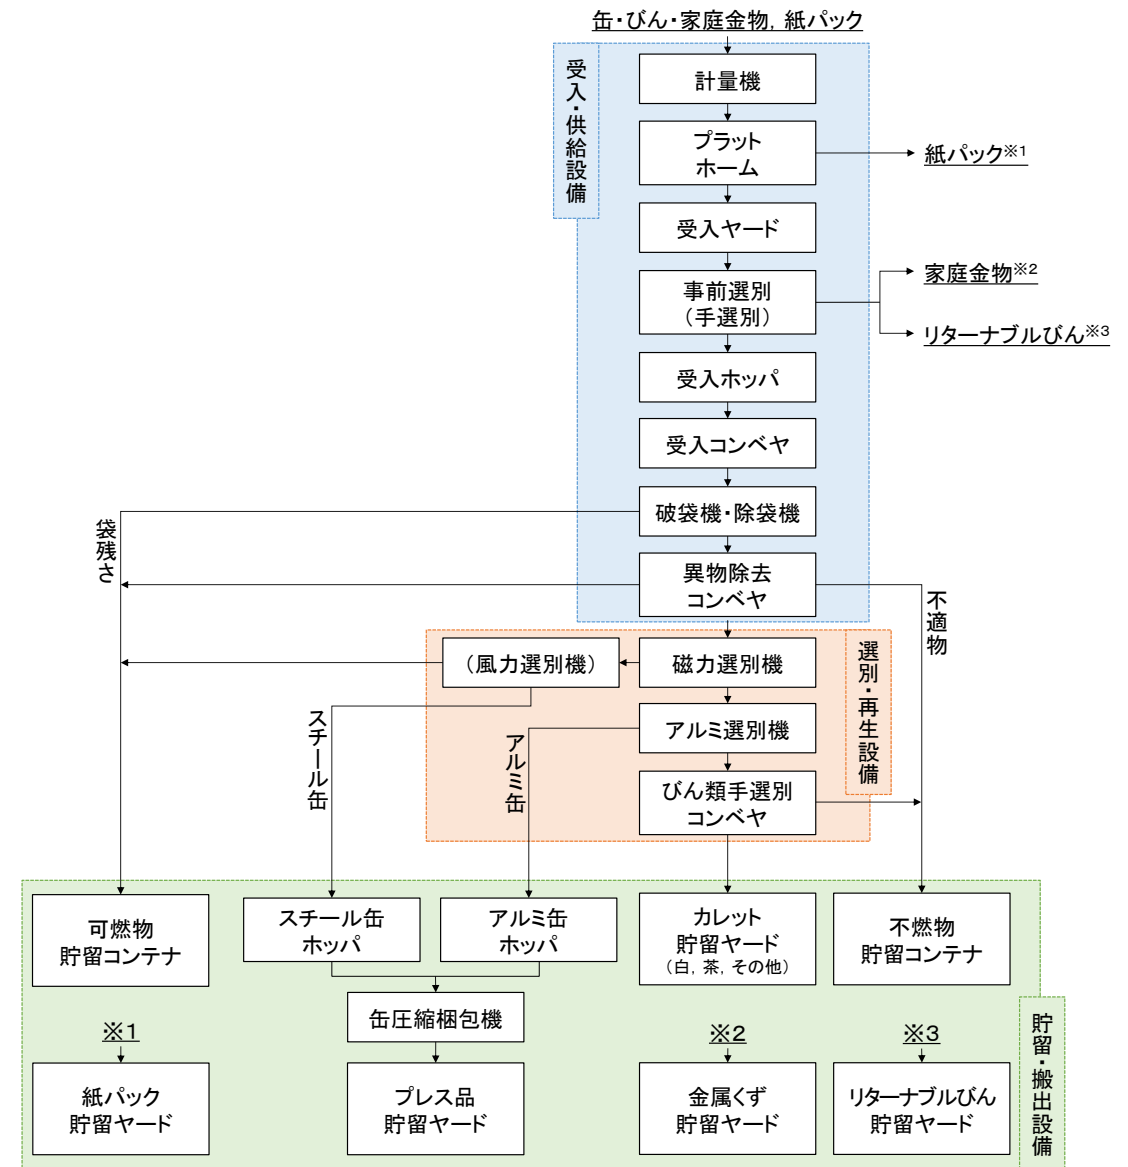 缶・びん・家庭金物，紙パック
受入・供給設備
計量機
プラット
ホーム
紙パック※1
受入ヤード
事前選別
（手選別）
家庭金物※2
リターナブルびん※3
受入ホッパ
受入コンベヤ
破袋機・除袋機
袋残さ
異物除去
コンベヤ
不適物
選別・再生設備
（風力選別機）
磁力選別機
スチール缶
アルミ缶
アルミ選別機
びん類手選別
コンベヤ
可燃物
貯留コンテナ
スチール缶
ホッパ
アルミ缶
ホッパ
カレット
貯留ヤード
（白，茶，その他）
不燃物
貯留コンテナ
缶圧縮梱包機
貯留・搬出設備
※1
※2
※3
紙パック
貯留ヤード
プレス品
貯留ヤード
金属くず
貯留ヤード
リターナブルびん
貯留ヤード